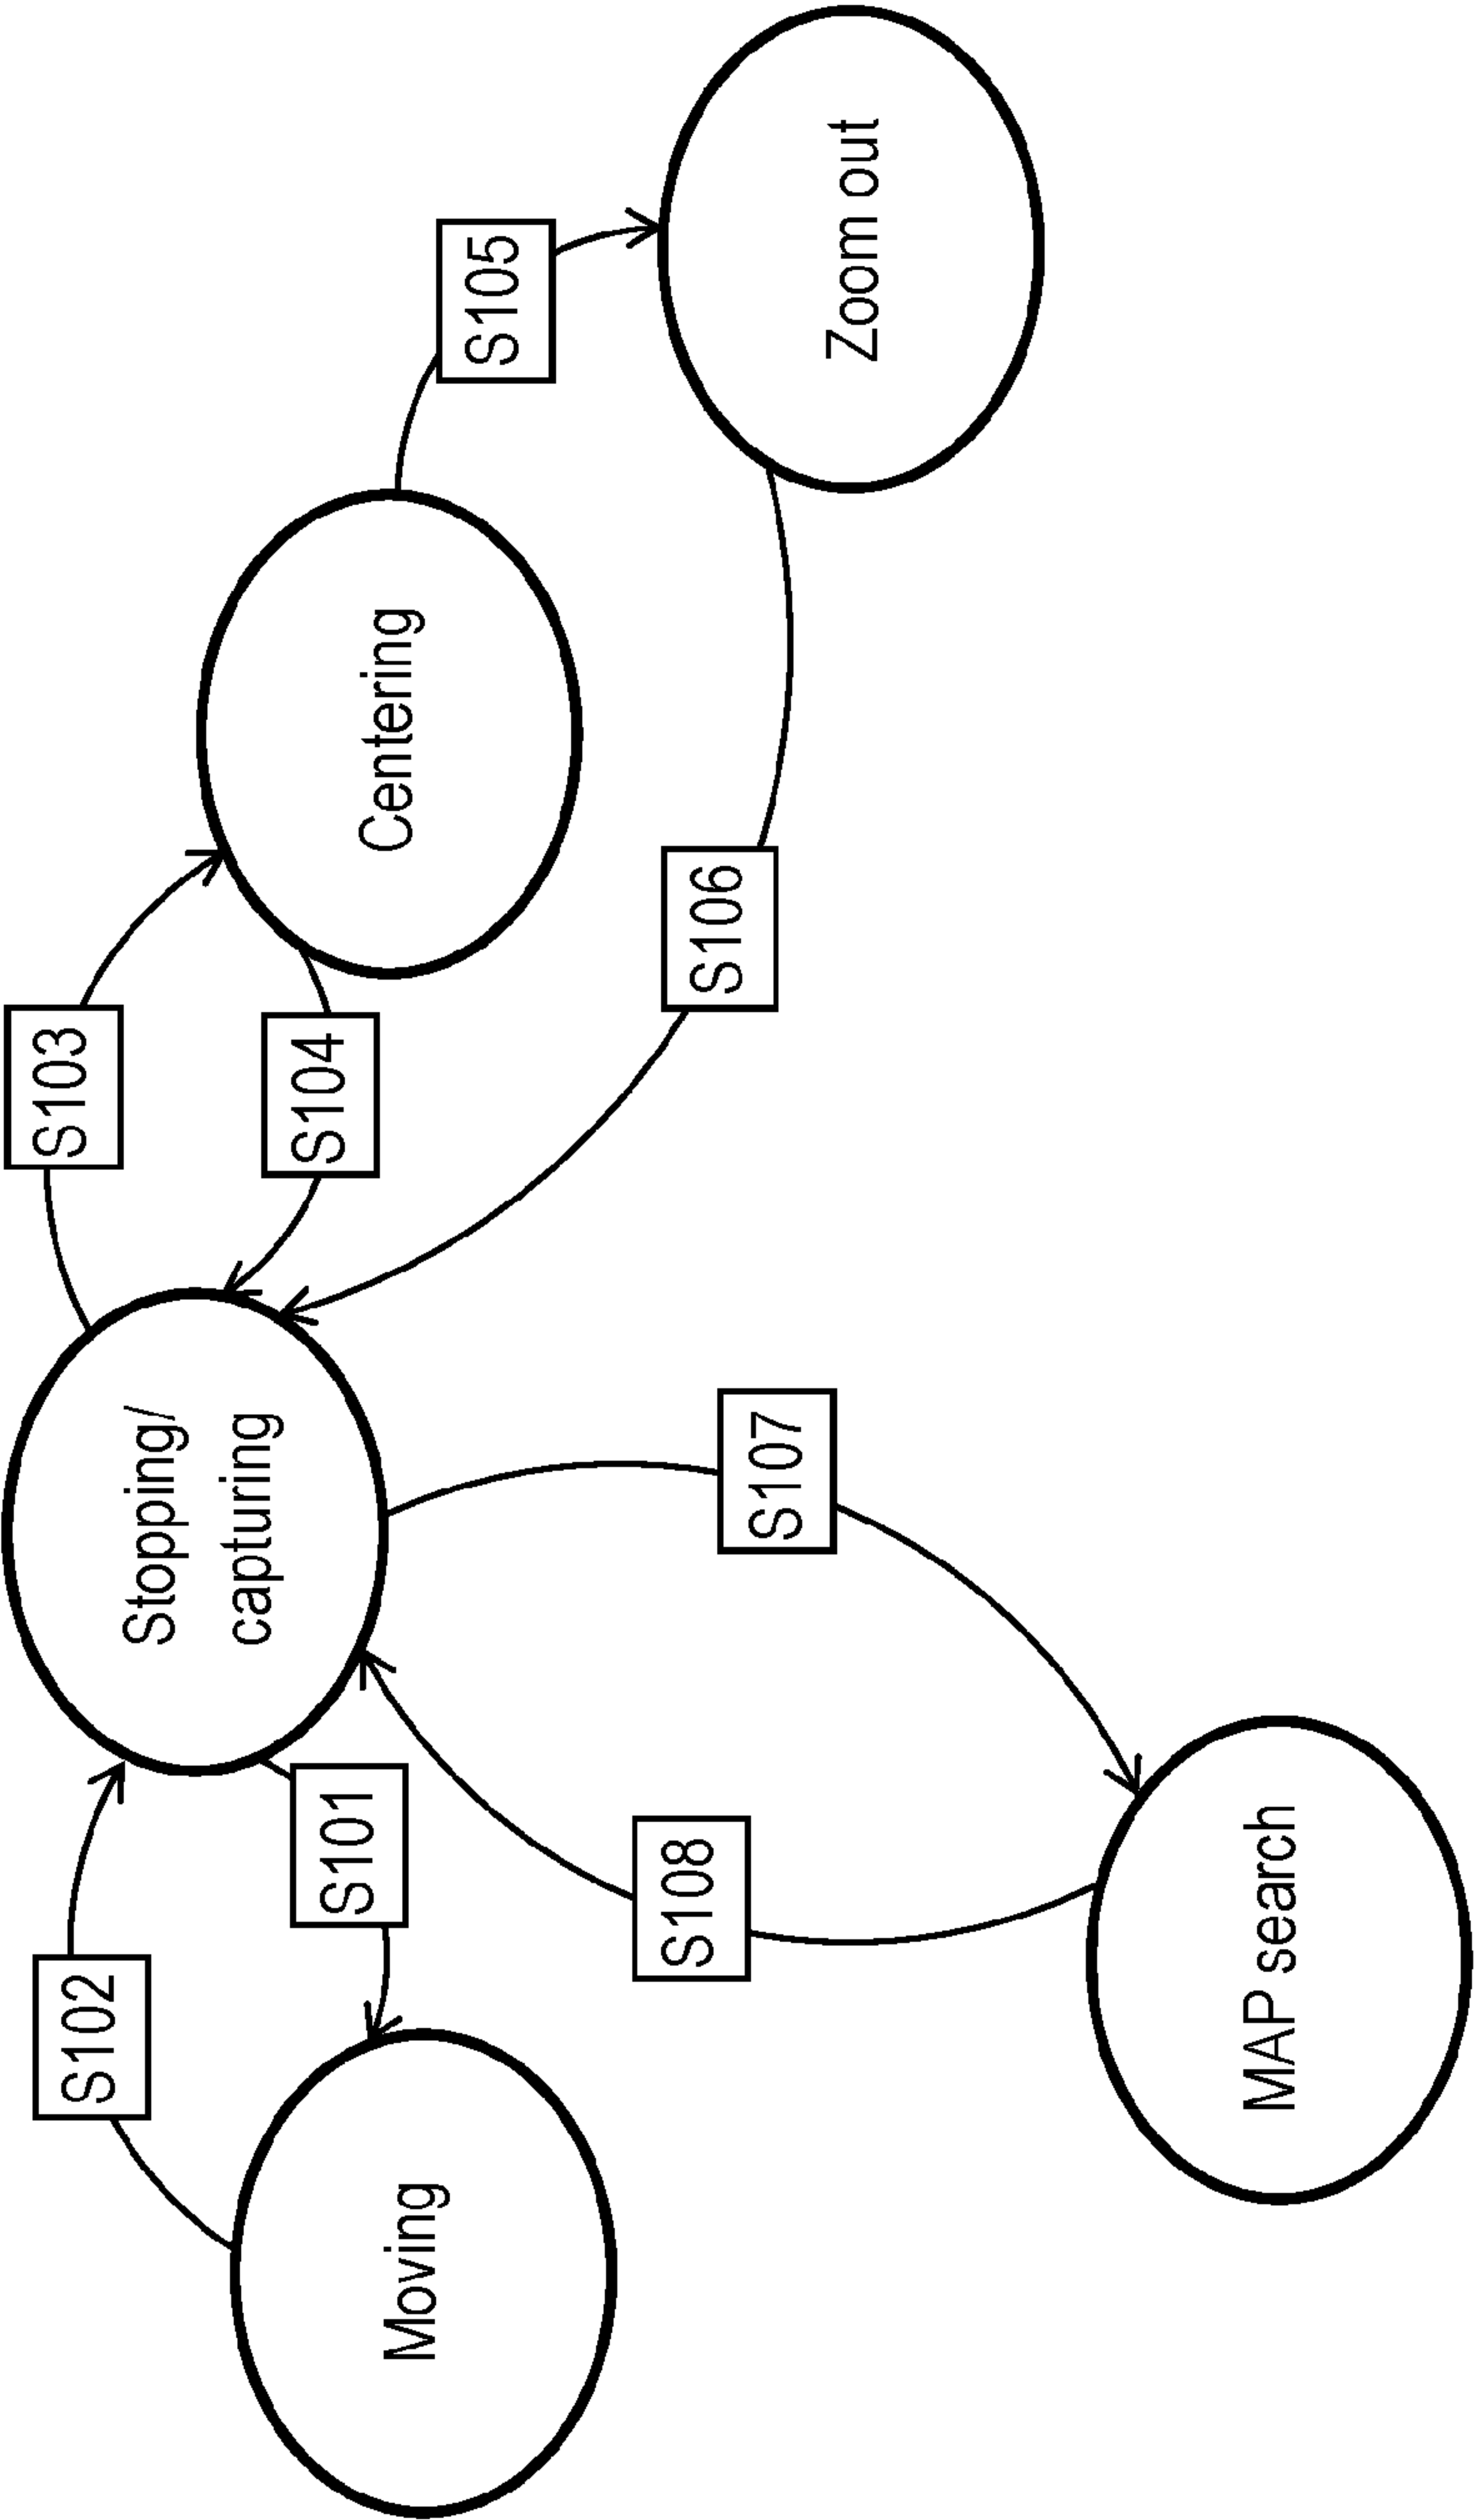 S102
S103
Stopping/
capturing
S101
S104
Centering
S105
Moving
S108
S107
S106
Zoom out
MAP search